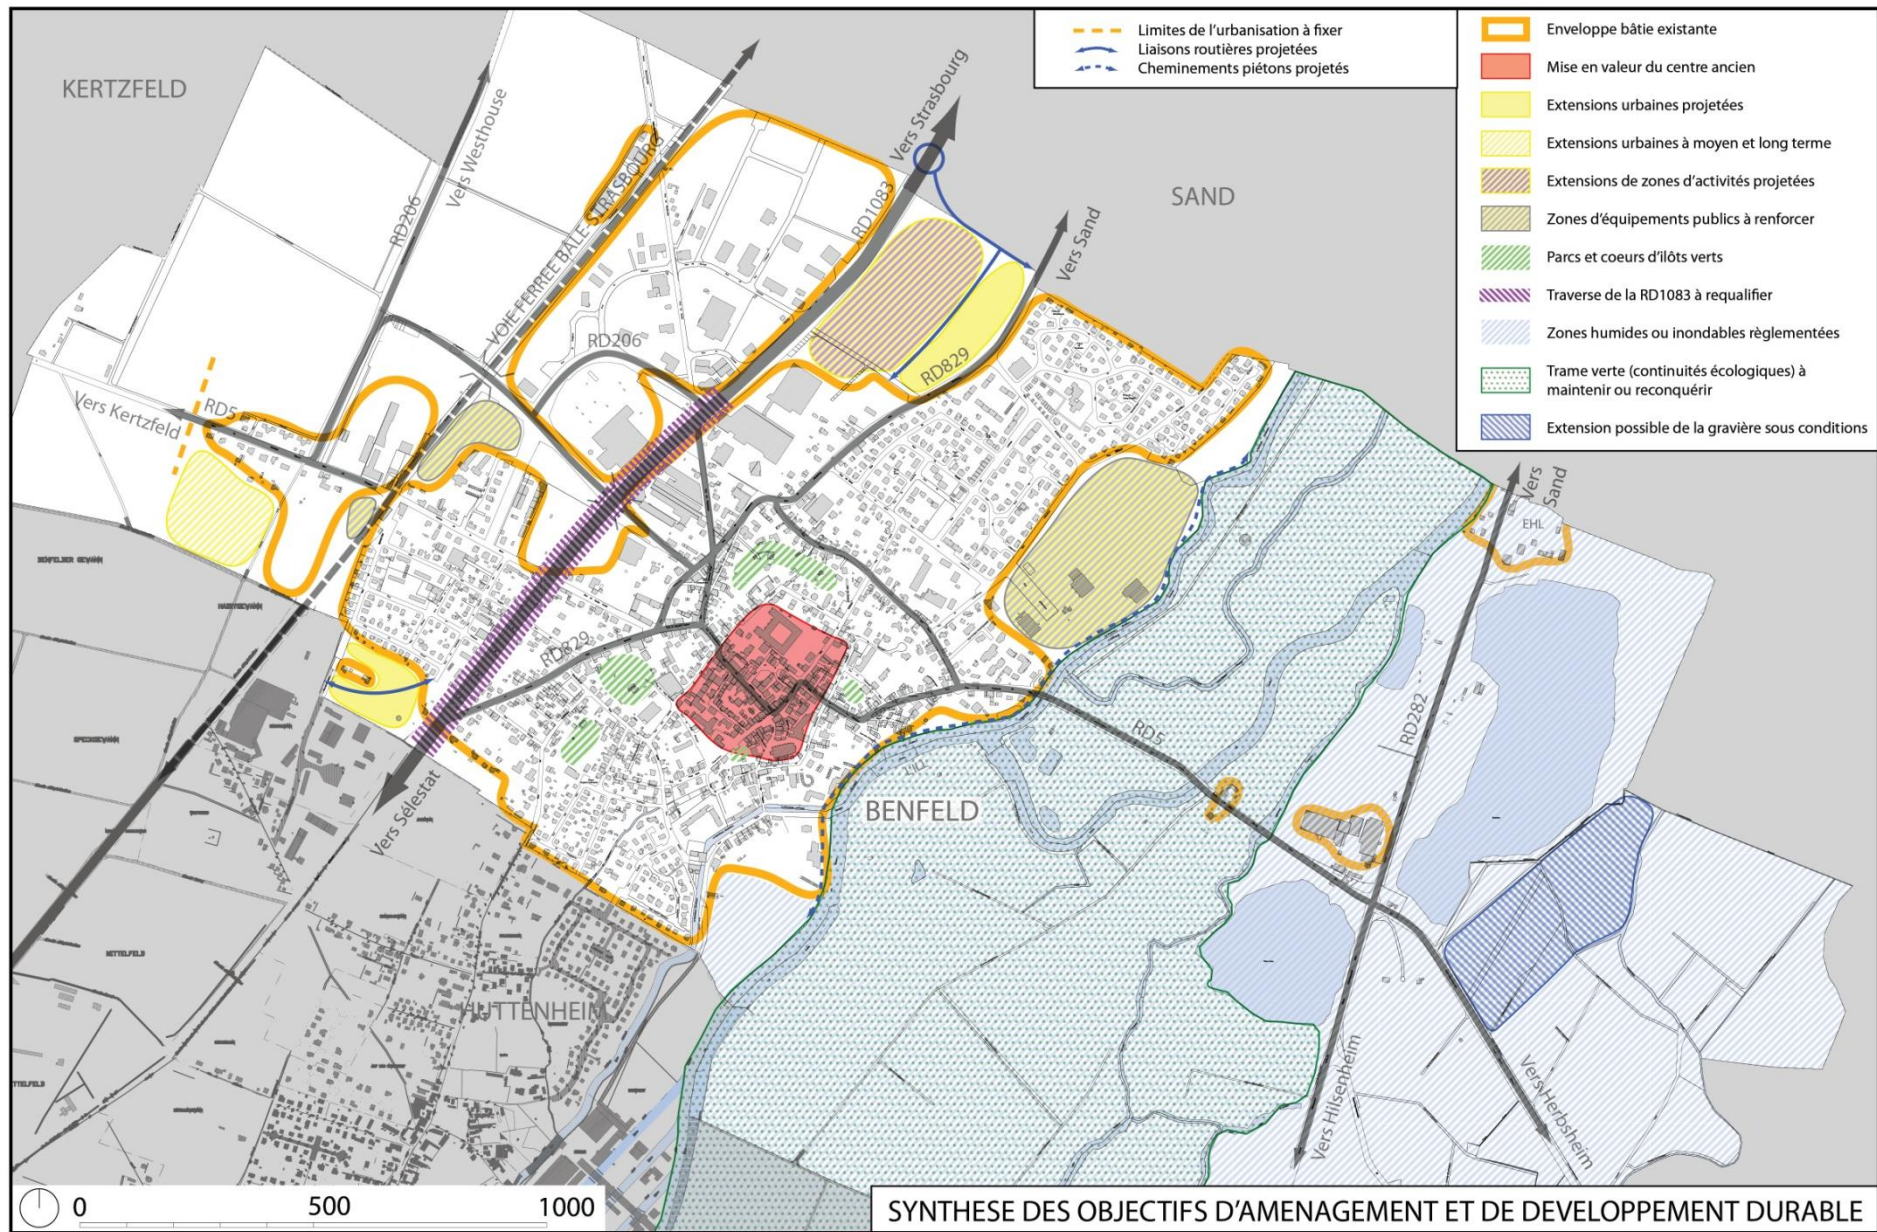 Limites de l'urbanisation à fixer
Liaisons routières projetées
Cheminements piétons projetés
Enveloppe bâtie existante
Mise en valeur du centre ancien
Extensions urbaines projetées
Extensions urbaines à moyen et long terme
Extensions de zones d'activités projetées
Zones d'équipements publics à renforcer
Parcs et coeurs d'ilôts verts
Traverse de la RD1083 à requalifier
Zones humides ou inondables règlementées
Trame verte (continuités écologiques) à
maintenir ou reconquérir
Extension possible de la gravière sous conditions
KERTZFELD
SAND
Vers Westhouse
RD206
VOIE FERREE BALE - STRASBOURG
Vers Strasbourg
RD1083
Vers Sand
RD206
RD829
RD5
Vers Kertzfeld
Vers
Sand
EHL
RD829
RD282
RD5
L'ILL
BENFELD
Vers Sélestat
HUTTENHEIM
MITTELFELD
Vers Hilsenheim
Vers Herbsheim
0 500 1000
SYNTHESE DES OBJECTIFS D'AMENAGEMENT ET DE DEVELOPPEMENT DURABLE